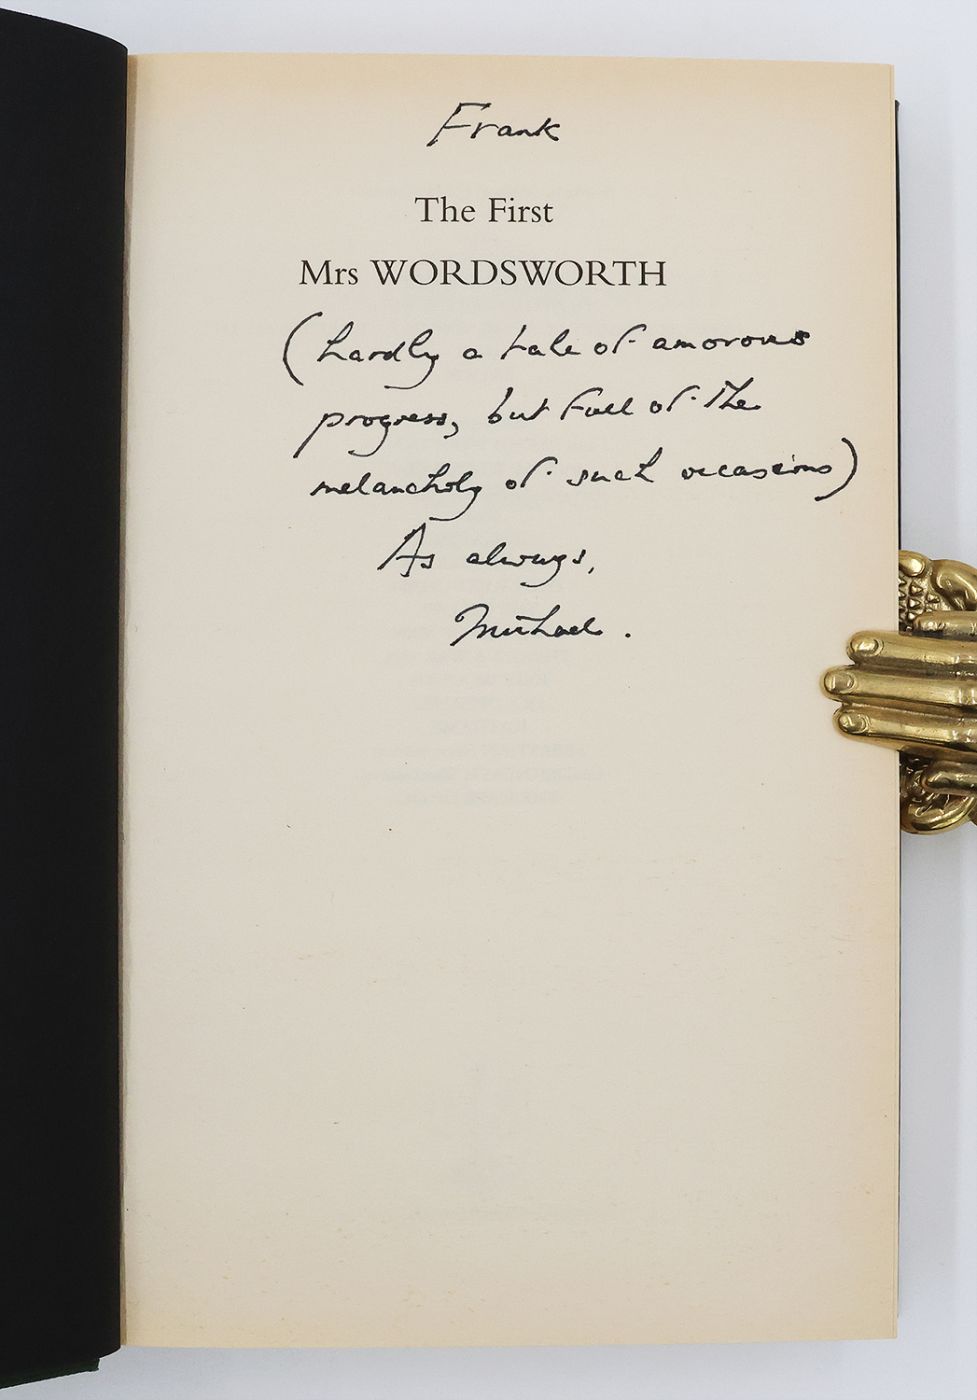 Frank
The First
Mrs WORDSWORTH
(hardly a tale of amorous
progress, but full of the
melancholy of such occasions)
As always,
Michael.